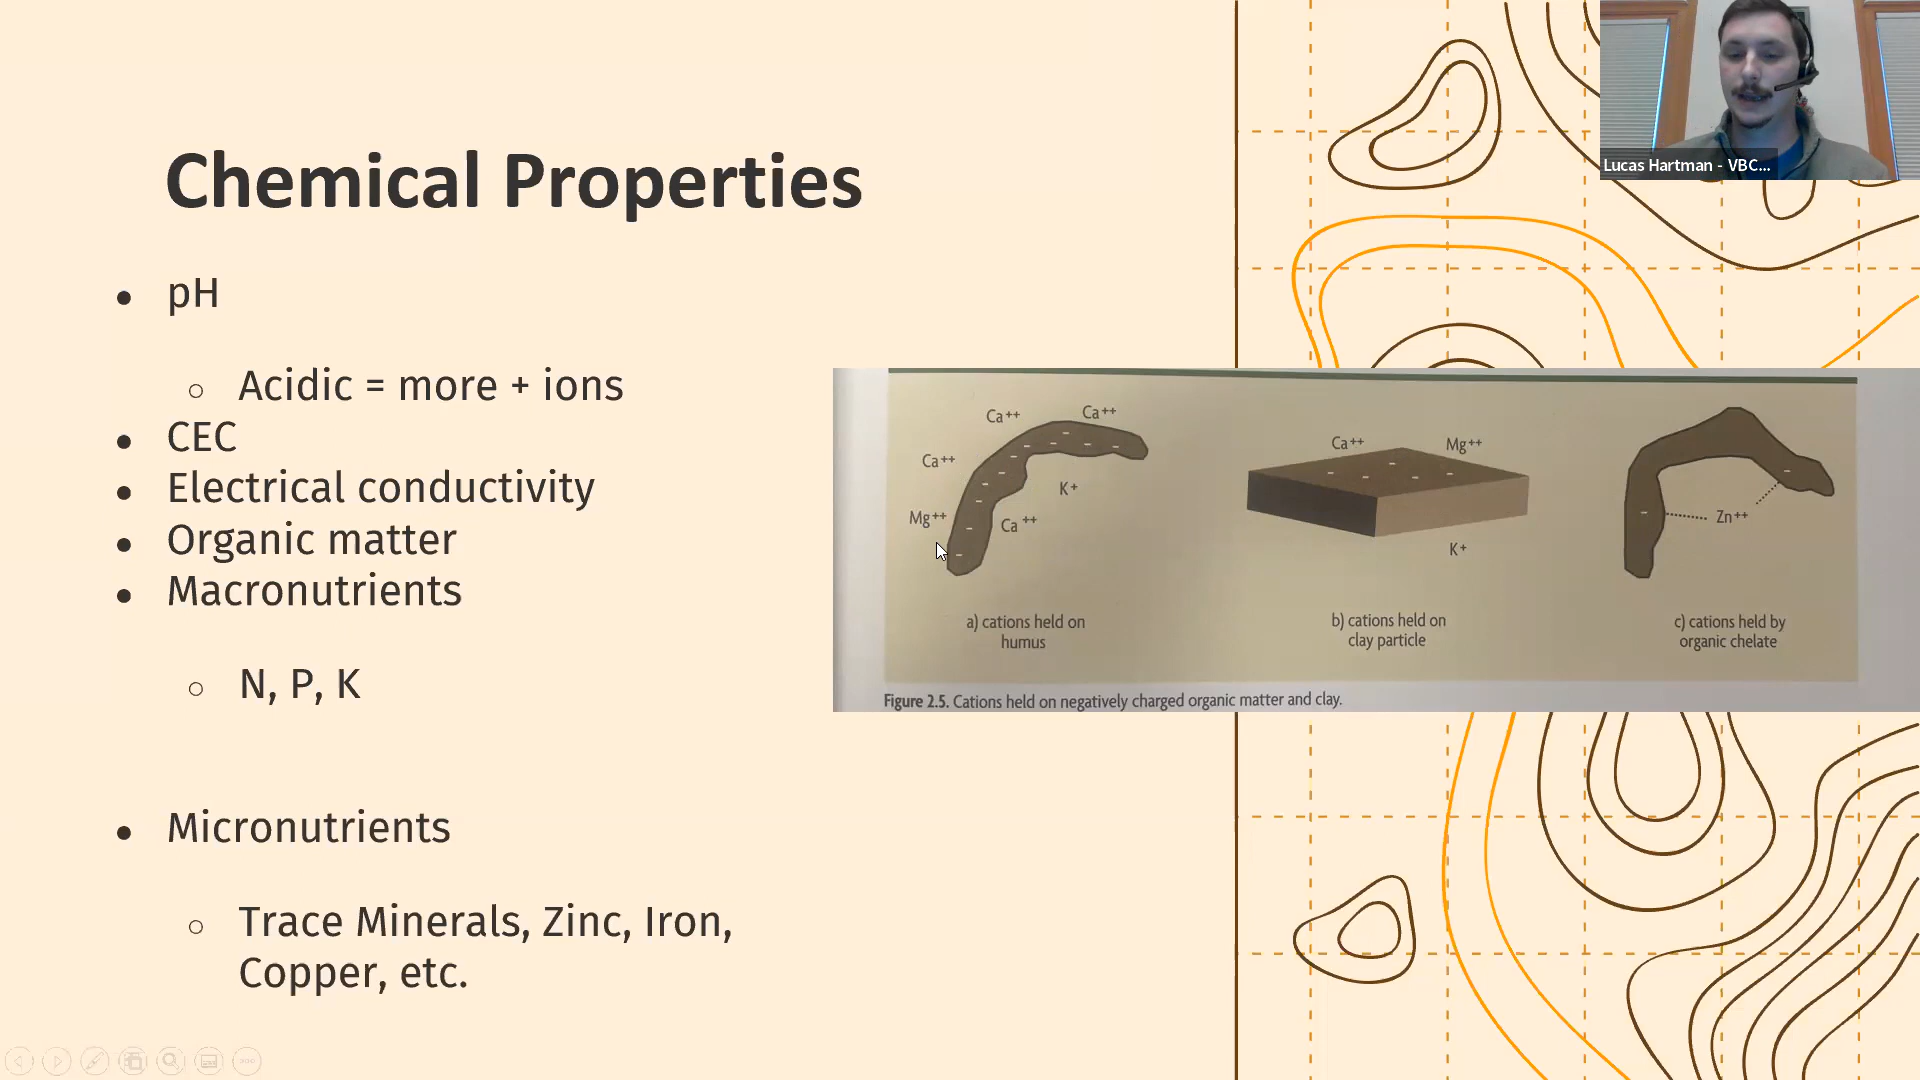 Chemical Properties
Lucas Hartman - VBC...
● pH
○ Acidic = more + ions
● CEC
● Electrical conductivity
● Organic matter
● Macronutrients
○ N, P, K
● Micronutrients
○ Trace Minerals, Zinc, Iron,
Copper, etc.
Ca++ Ca++
Ca++
K+
Mg++ Ca++
a) cations held on
humus
Ca++ Mg++
K+
b) cations held on
clay particle
Zn++
c) cations held by
organic chelate
Figure 2.5. Cations held on negatively charged organic matter and clay.